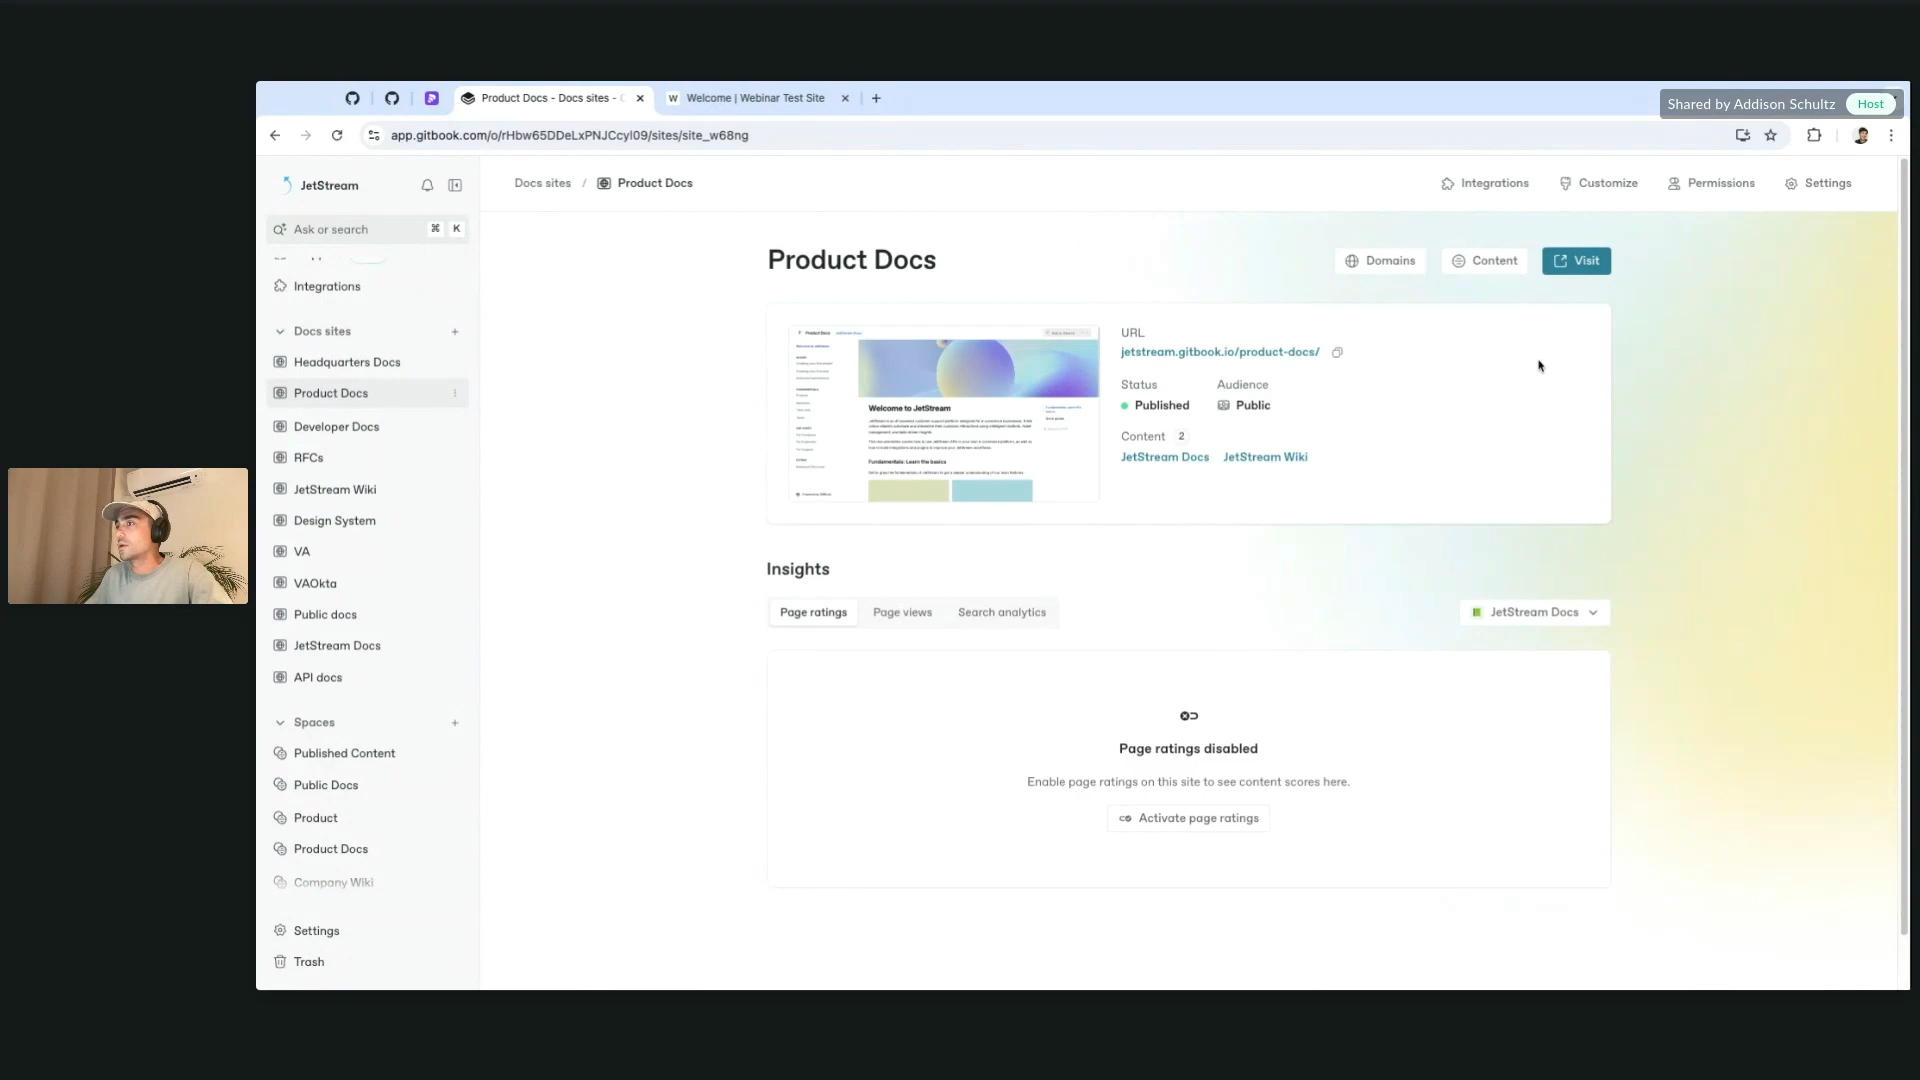 Product Docs - Docs sites -
Welcome | Webinar Test Site
Shared by Addison Schultz Host
app.gitbook.com/o/rHbw65DDeLxPNJCcyl09/sites/site_w68ng
JetStream
Docs sites / Product Docs
Integrations
Customize
Permissions
Settings
Ask or search ⌘ K
Integrations
Docs sites
Headquarters Docs
Product Docs
Developer Docs
RFCs
JetStream Wiki
Design System
VA
VAOkta
Public docs
JetStream Docs
API docs
Spaces
Published Content
Public Docs
Product
Product Docs
Company Wiki
Settings
Trash
Product Docs
Domains
Content
Visit
Product Docs
Welcome to JetStream
Fundamentals: Learn the basics
URL
jetstream.gitbook.io/product-docs/
Status Audience
Published Public
Content 2
JetStream Docs JetStream Wiki
Insights
Page ratings Page views Search analytics
JetStream Docs
Page ratings disabled
Enable page ratings on this site to see content scores here.
Activate page ratings